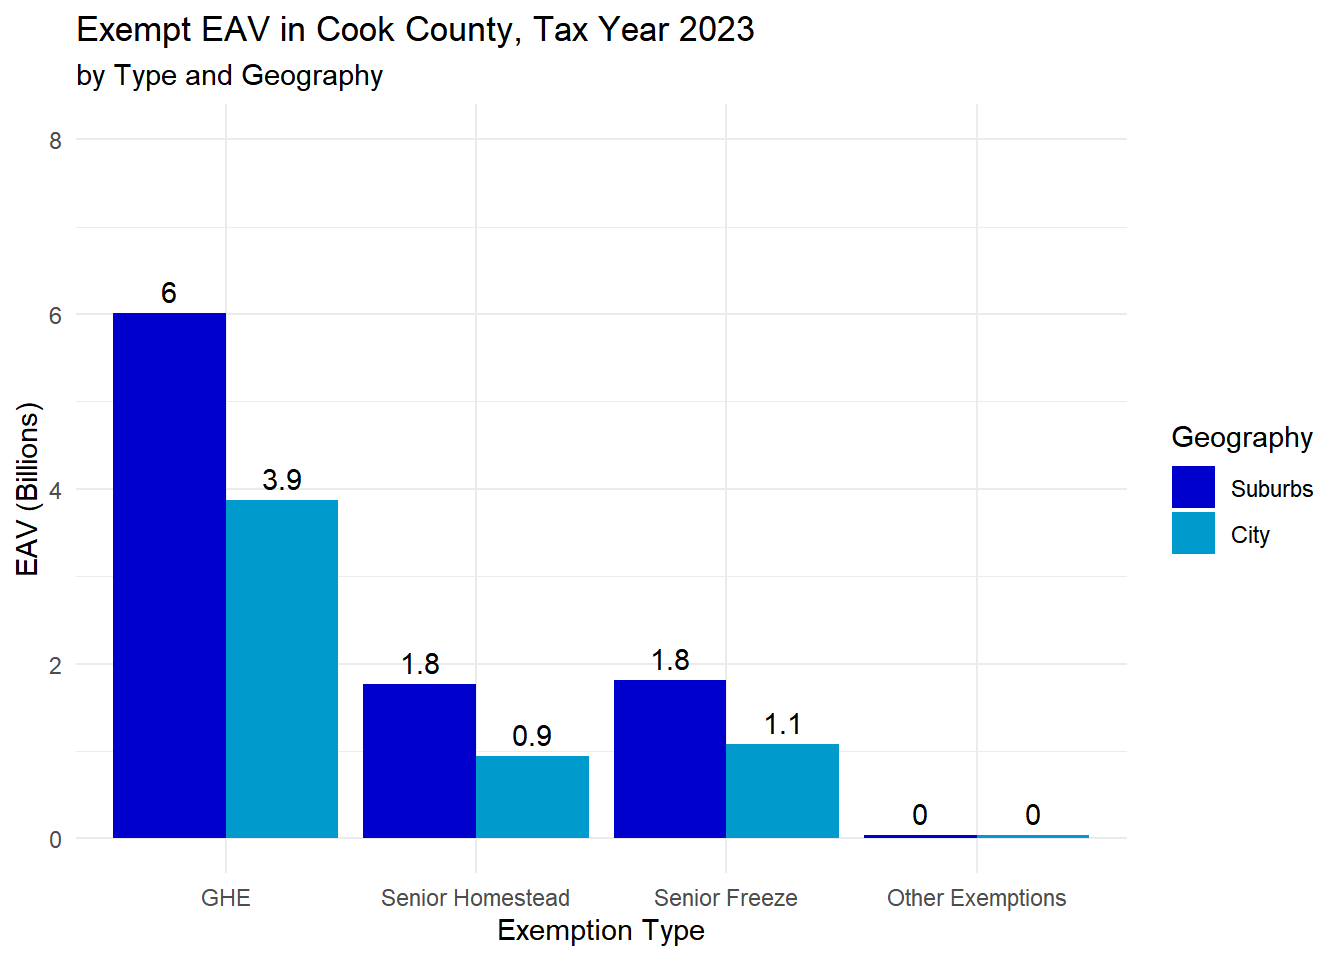 Exempt EAV in Cook County, Tax Year 2023
by Type and Geography
EAV (Billions)
8
6
4
2
0
6
3.9
1.8
0.9
1.8
1.1
0
0
GHE
Senior Homestead
Senior Freeze
Other Exemptions
Exemption Type
Geography
Suburbs
City